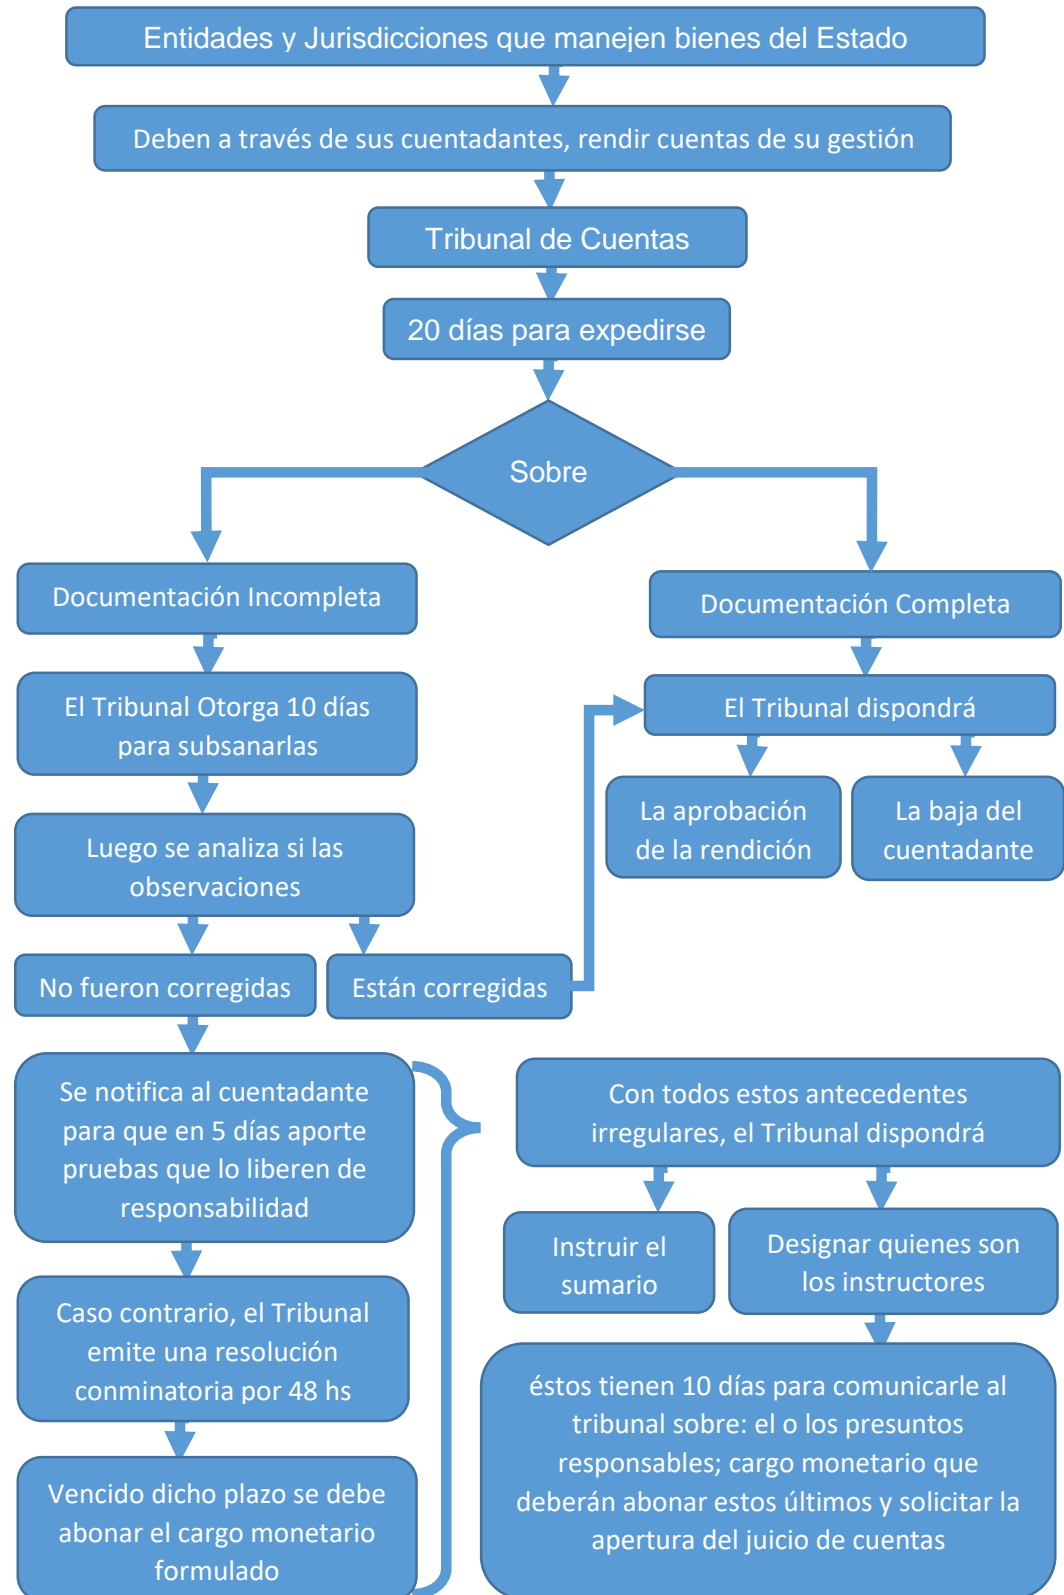 Entidades y Jurisdicciones que manejen bienes del Estado
Deben a través de sus cuentadantes, rendir cuentas de su gestión
Tribunal de Cuentas
20 días para expedirse
Sobre
Documentación Incompleta
Documentación Completa
El Tribunal Otorga 10 días
para subsanarlas
El Tribunal dispondrá
La aprobación
de la rendición
La baja del
cuentadante
Luego se analiza si las
observaciones
No fueron corregidas
Están corregidas
Se notifica al cuentadante
para que en 5 días aporte
pruebas que lo liberen de
responsabilidad
Caso contrario, el Tribunal
emite una resolución
conminatoria por 48 hs
Vencido dicho plazo se debe
abonar el cargo monetario
formulado
Con todos estos antecedentes
irregulares, el Tribunal dispondrá
Instruir el
sumario
Designar quienes son
los instructores
éstos tienen 10 días para comunicarle al
tribunal sobre: el o los presuntos
responsables; cargo monetario que
deberán abonar estos últimos y solicitar la
apertura del juicio de cuentas